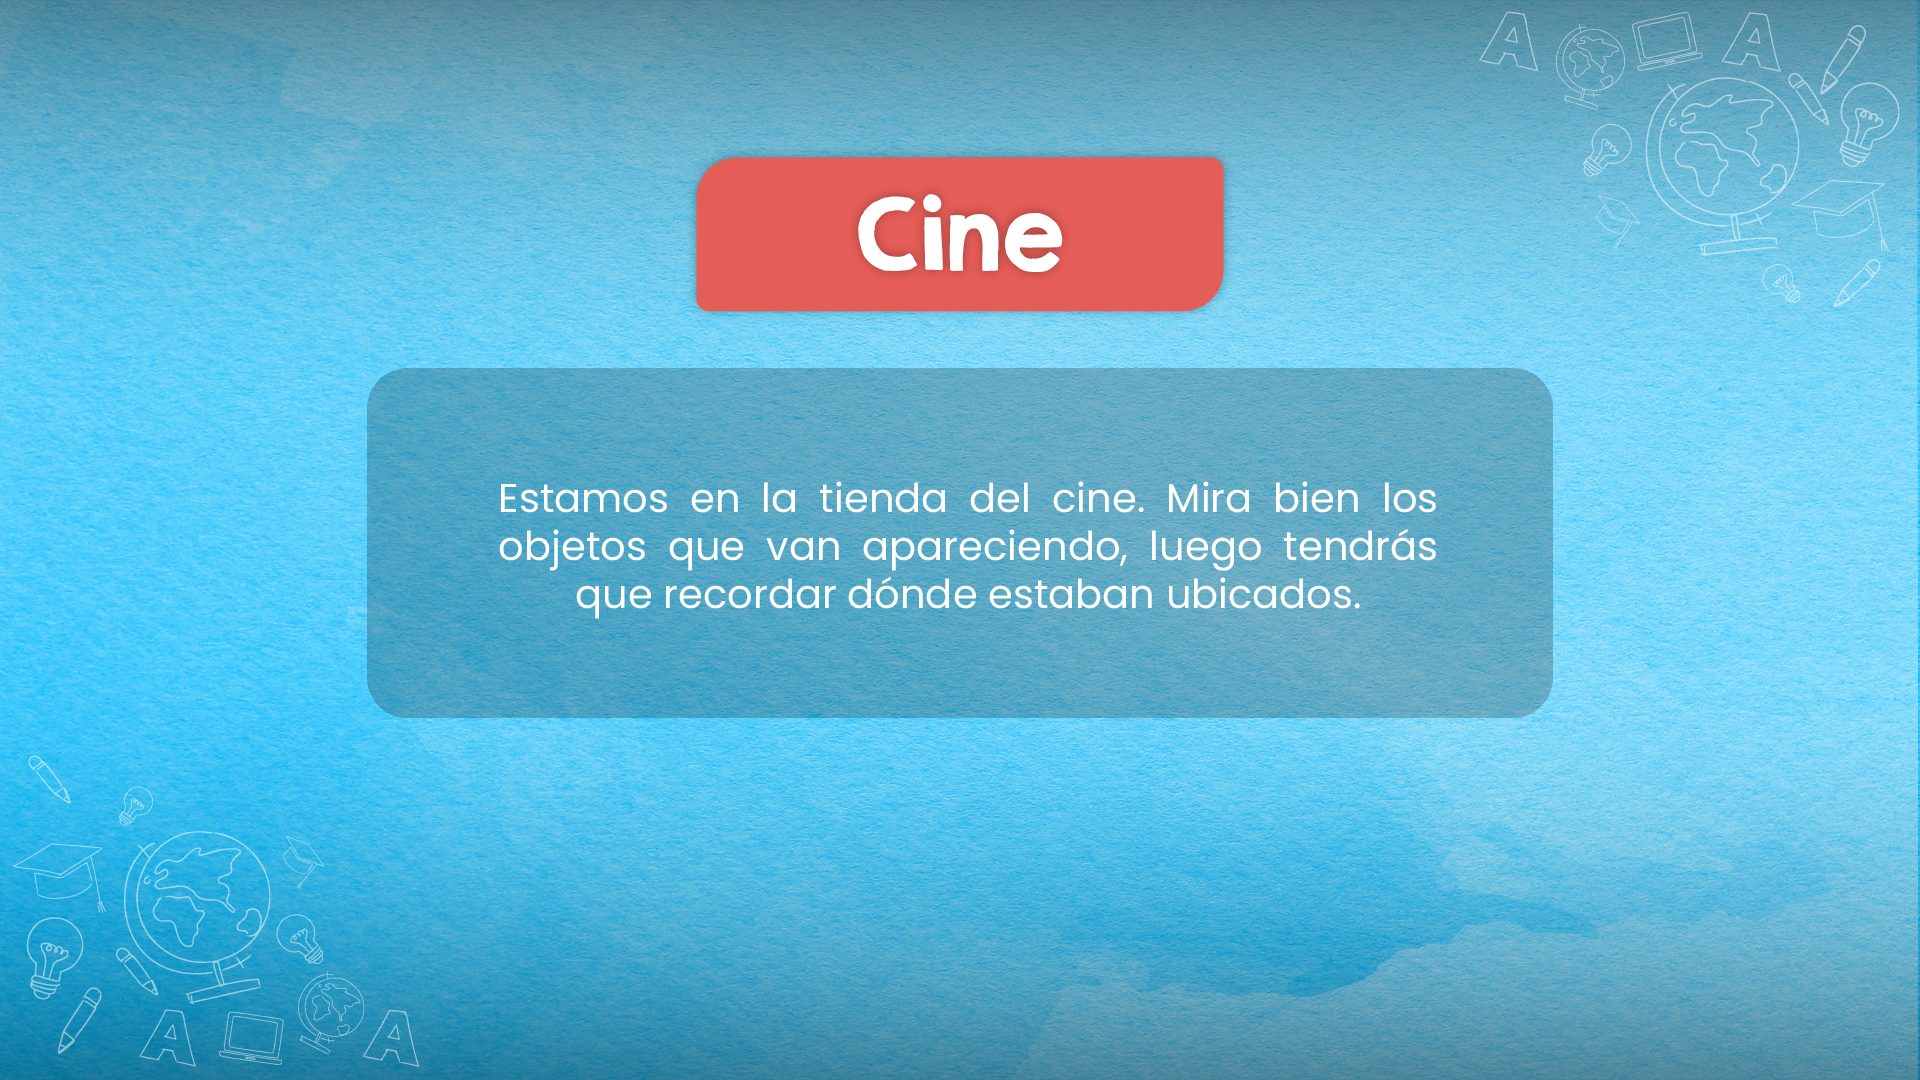 Cine
Estamos en la tienda del cine. Mira bien los
objetos que van apareciendo, luego tendrás
que recordar dónde estaban ubicados.